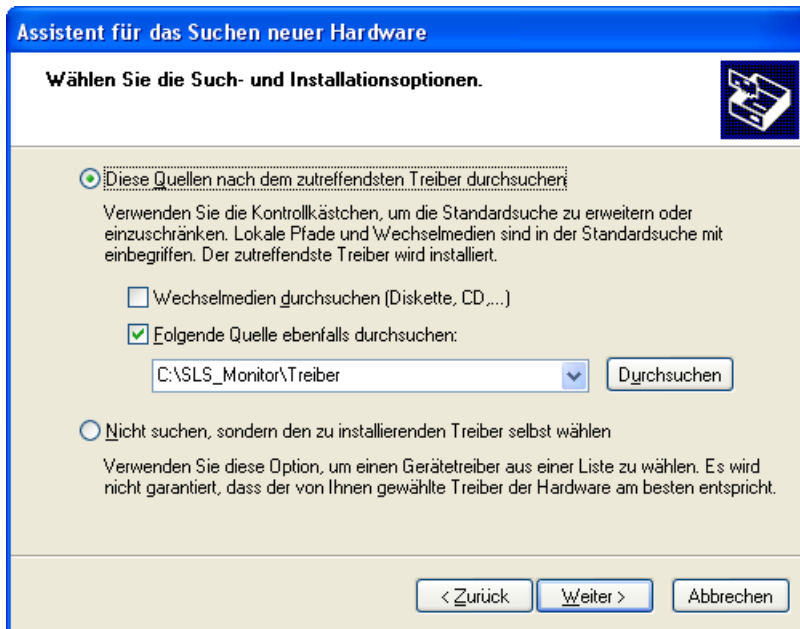 Assistent für das Suchen neuer Hardware
Wählen Sie die Such- und Installationsoptionen.
Diese Quellen nach dem zutreffendsten Treiber durchsuchen
Verwenden Sie die Kontrollkästchen, um die Standardsuche zu erweitern oder
einzuschränken. Lokale Pfade und Wechselmedien sind in der Standardsuche mit
einbegriffen. Der zutreffendste Treiber wird installiert.
Wechselmedien durchsuchen (Diskette, CD,...)
Folgende Quelle ebenfalls durchsuchen:
C:\SLS_Monitor\Treiber
Durchsuchen
Nicht suchen, sondern den zu installierenden Treiber selbst wählen
Verwenden Sie diese Option, um einen Gerätetreiber aus einer Liste zu wählen. Es wird
nicht garantiert, dass der von Ihnen gewählte Treiber der Hardware am besten entspricht.
< Zurück
Weiter >
Abbrechen